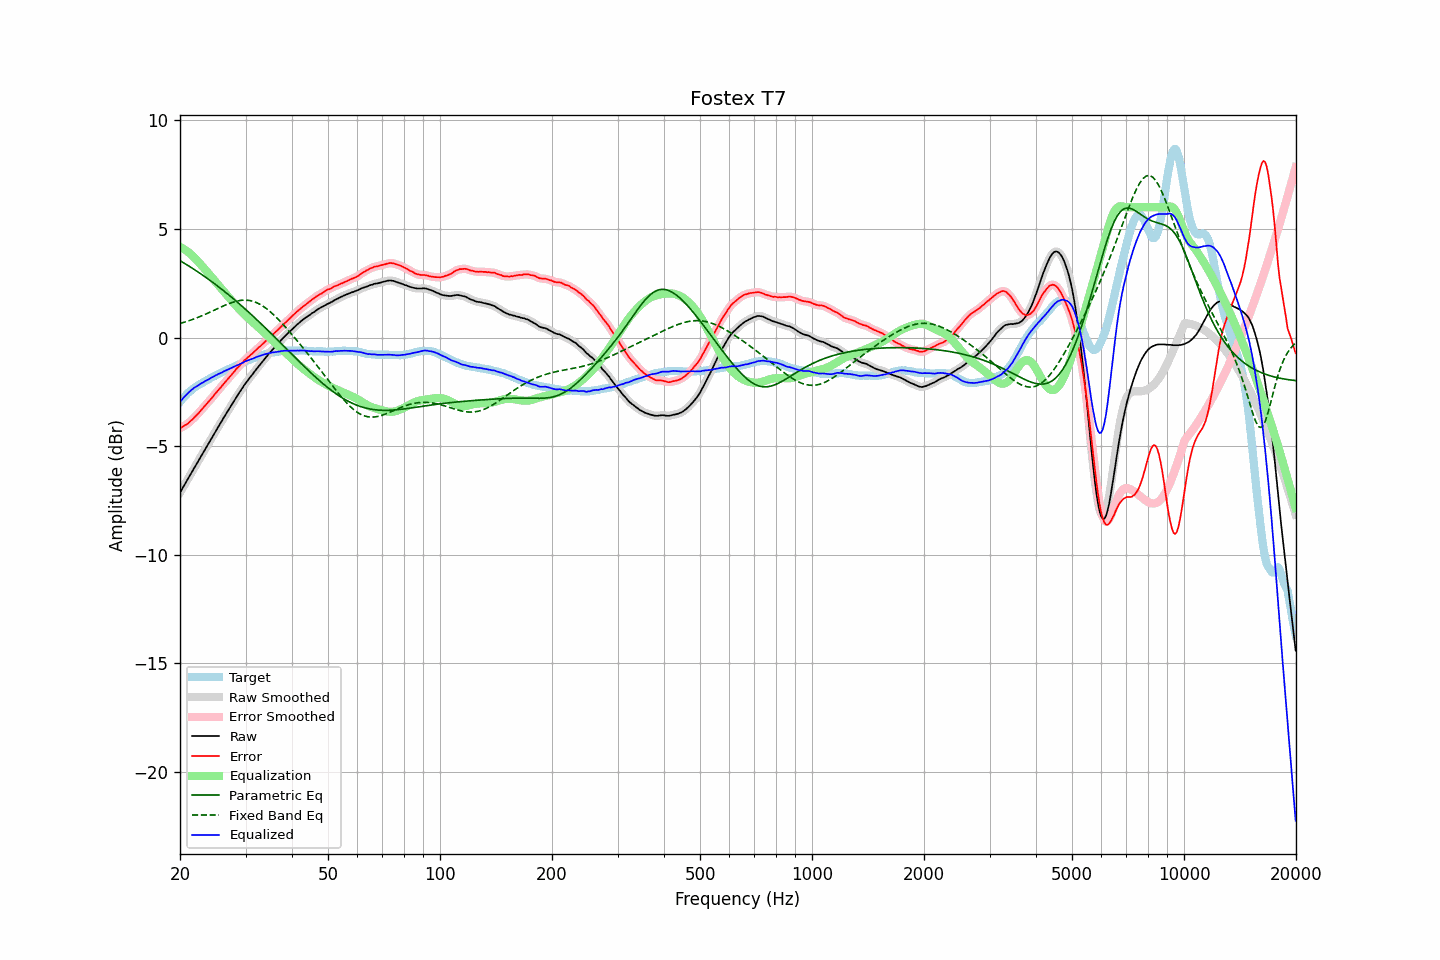 Fostex T7
Amplitude (dBr)
10
5
0
−5
−10
−15
−20
Target
Raw Smoothed
Error Smoothed
Raw
Error
Equalization
Parametric Eq
Fixed Band Eq
Equalized
20 50 100 200 500 1000 2000 5000 10000 20000
Frequency (Hz)